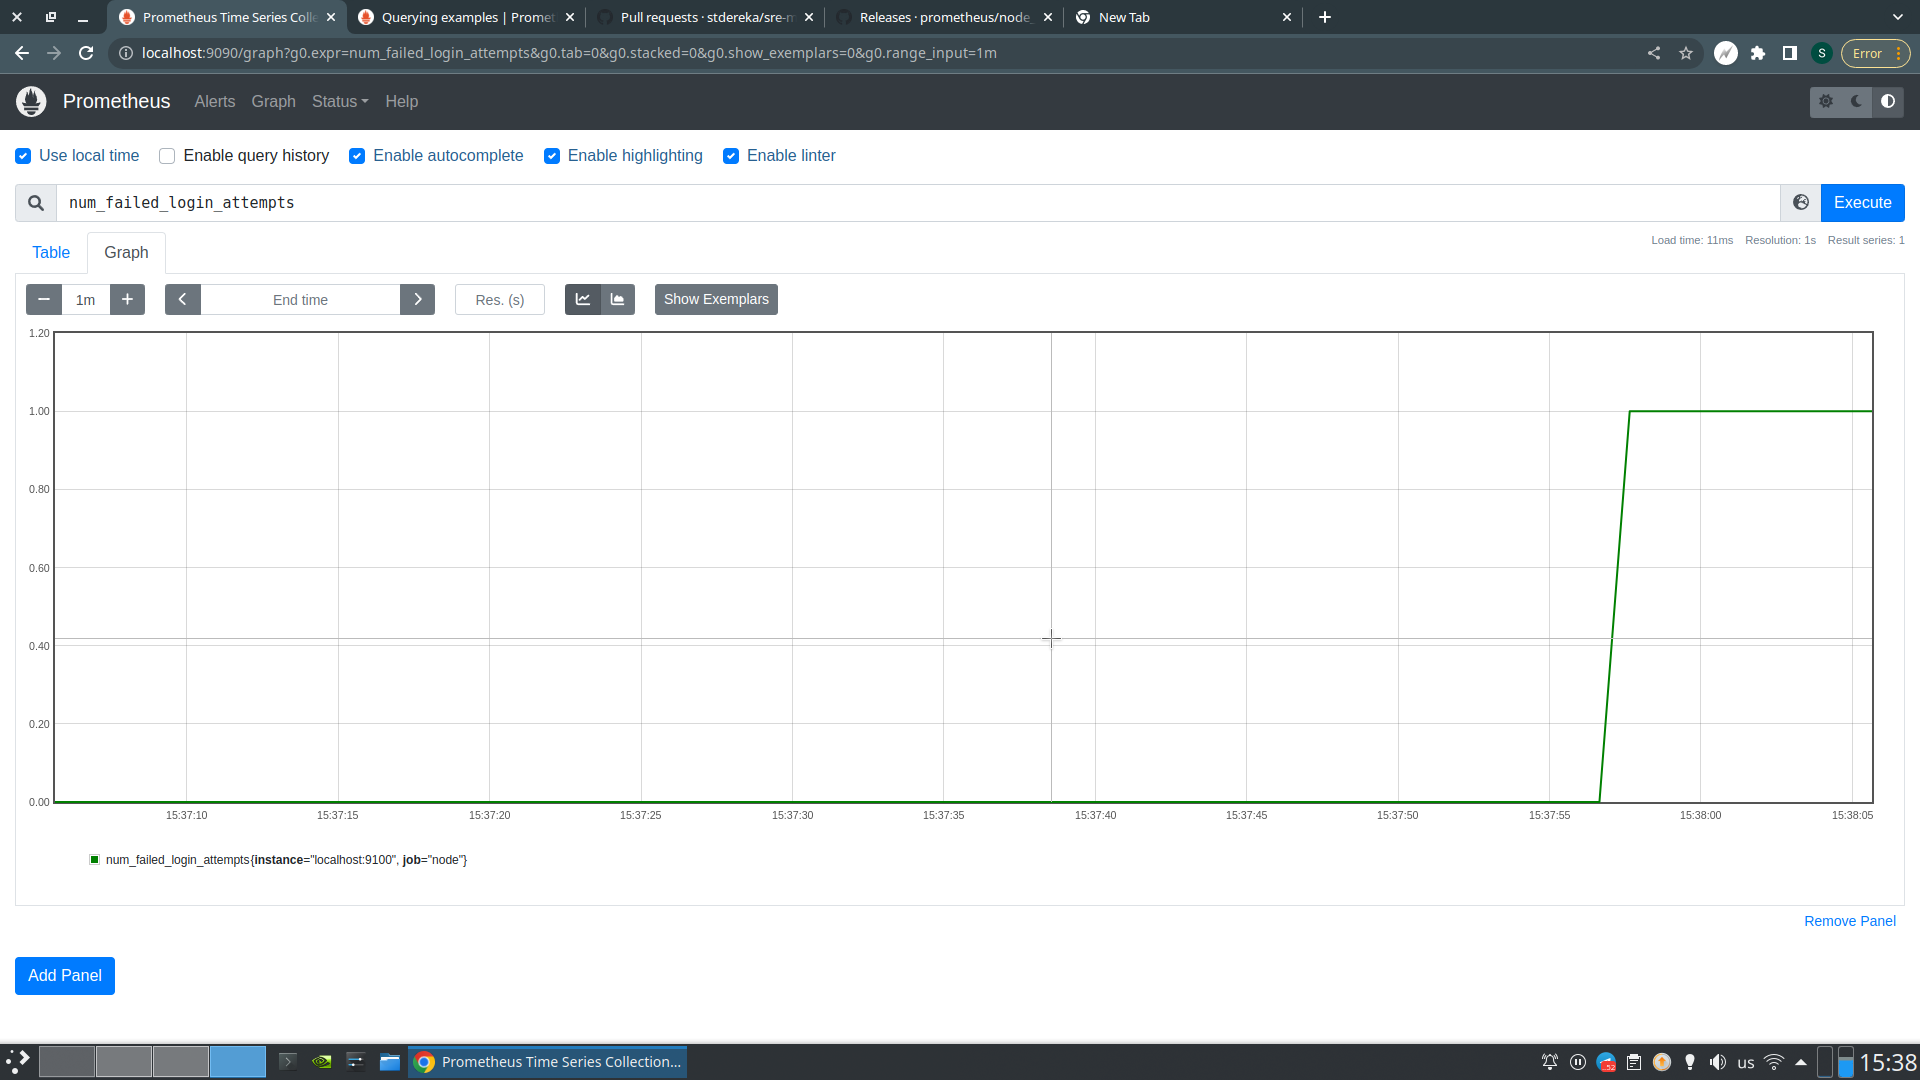 Prometheus Time Series Colle
Querying examples | Promet
Pull requests · stdereka/sre-m
Releases · prometheus/node_
New Tab
localhost:9090/graph?g0.expr=num_failed_login_attempts&g0.tab=0&g0.stacked=0&g0.show_exemplars=0&g0.range_input=1m
S
Error
Prometheus
Alerts
Graph
Status
Help
Use local time
Enable query history
Enable autocomplete
Enable highlighting
Enable linter
num_failed_login_attempts
Execute
Table
Graph
Load time: 11ms
Resolution: 1s
Result series: 1
1m
End time
Res. (s)
Show Exemplars
1.20
1.00
0.80
0.60
0.40
0.20
0.00
15:37:10
15:37:15
15:37:20
15:37:25
15:37:30
15:37:35
15:37:40
15:37:45
15:37:50
15:37:55
15:38:00
15:38:05
num_failed_login_attempts{instance="localhost:9100", job="node"}
Remove Panel
Add Panel
Prometheus Time Series Collection...
52
us
15:38